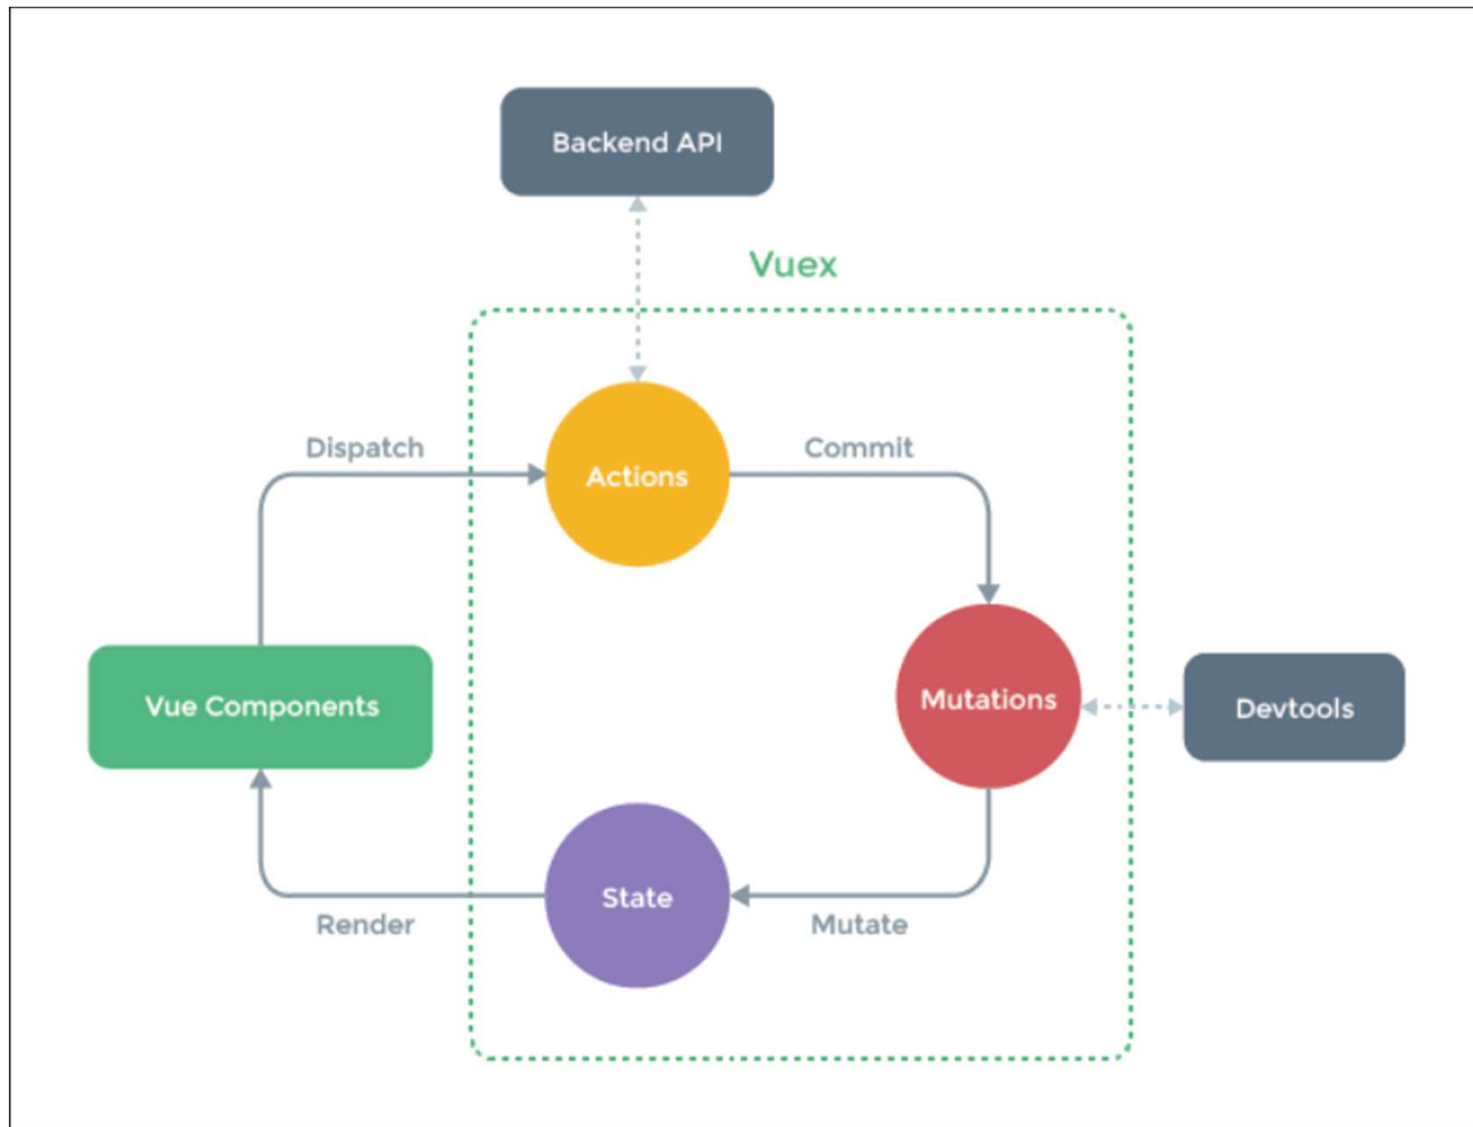 Backend API
Vuex
Dispatch
Commit
Actions
Vue Components
Mutations
Devtools
State
Render
Mutate